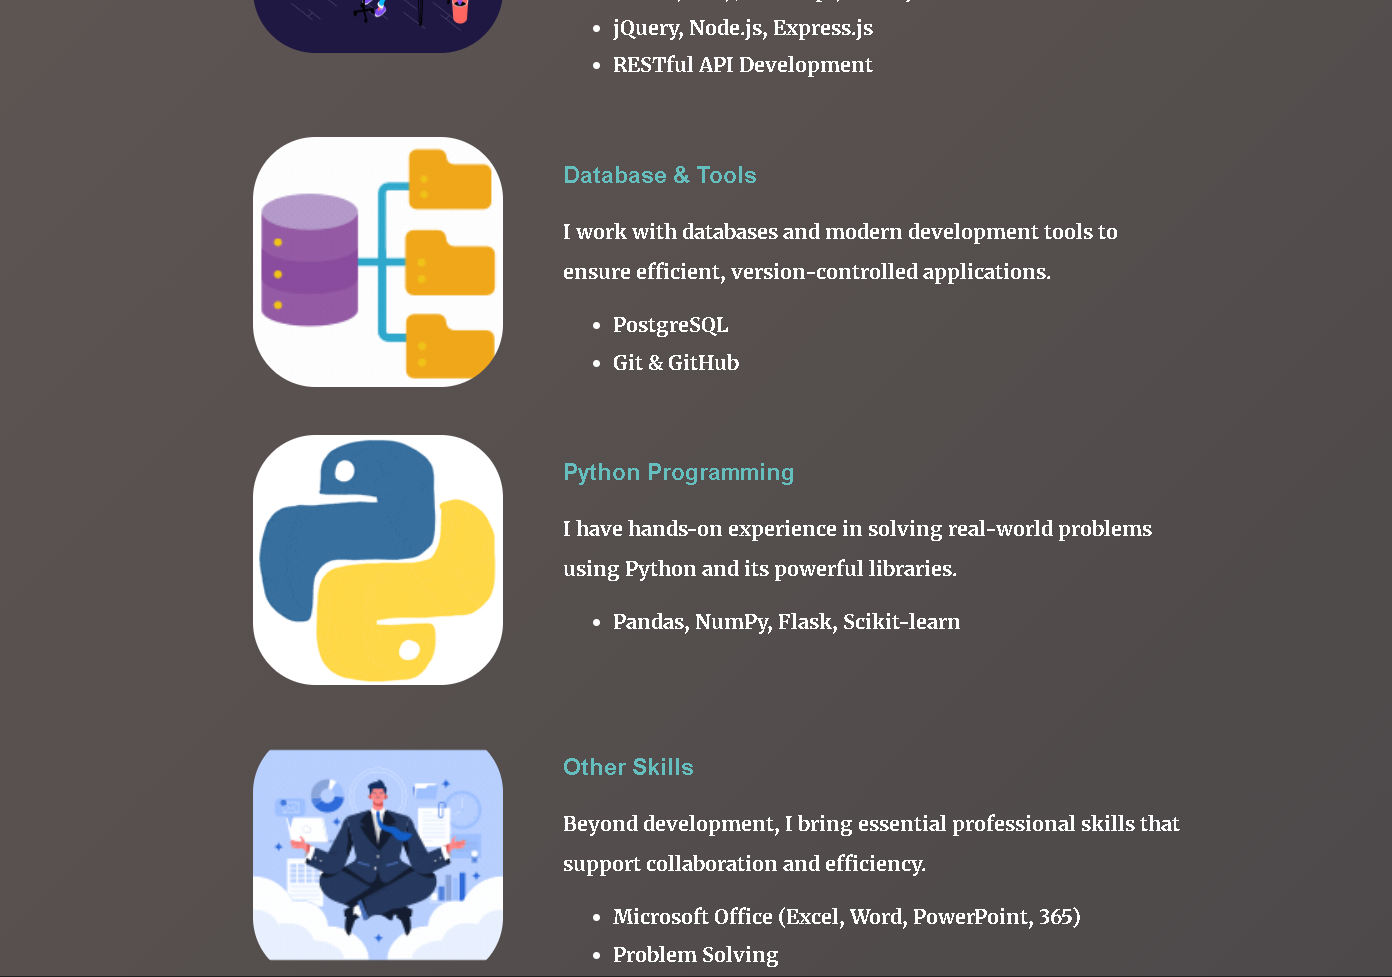 jQuery, Node.js, Express.js
RESTful API Development
Database & Tools
I work with databases and modern development tools to
ensure efficient, version-controlled applications.
PostgreSQL
Git & GitHub
Python Programming
I have hands-on experience in solving real-world problems
using Python and its powerful libraries.
Pandas, NumPy, Flask, Scikit-learn
Other Skills
Beyond development, I bring essential professional skills that
support collaboration and efficiency.
Microsoft Office (Excel, Word, PowerPoint, 365)
Problem Solving